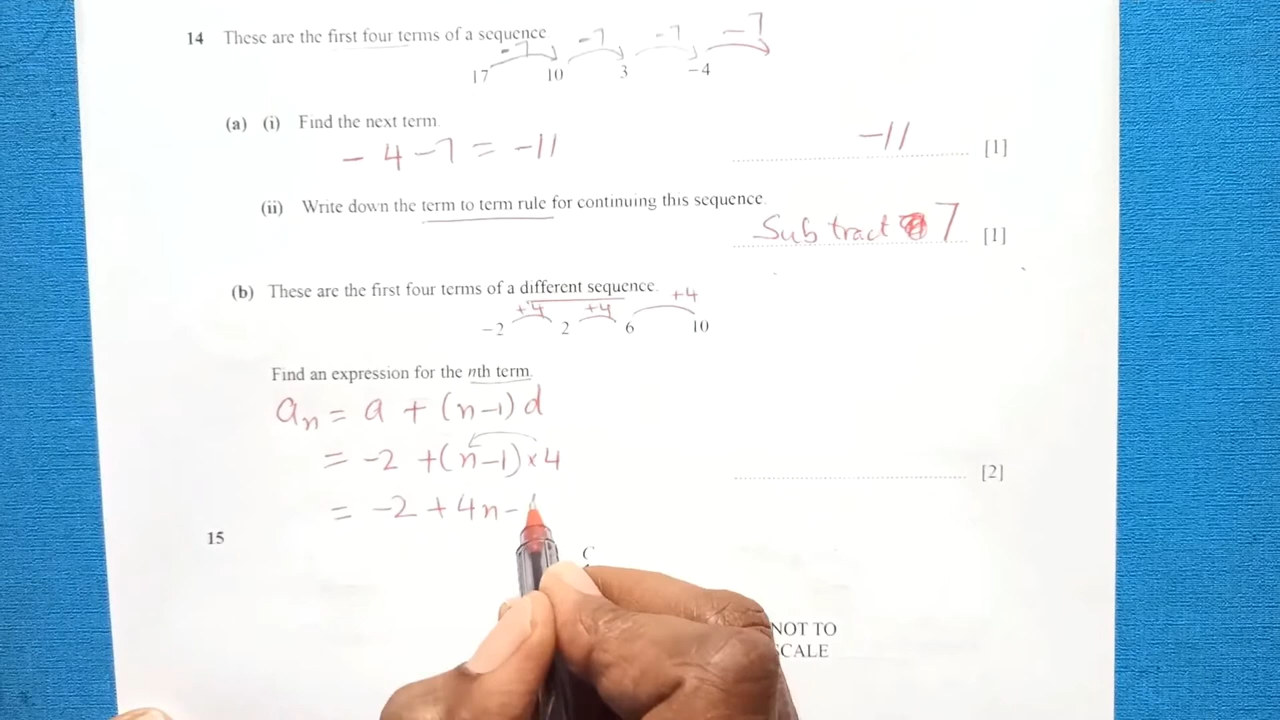 14 These are the first four terms of a sequence
-7 -7 -7 -7
17 10 3 -4
(a) (i) Find the next term.
- 4 - 7 = -11
-11 [1]
(ii) Write down the term to term rule for continuing this sequence.
Subtract 7 [1]
(b) These are the first four terms of a different sequence.
+4 +4 +4
-2 2 6 10
Find an expression for the nth term.
an = a + (n-1) d
= -2 + (n-1) × 4
[2]
= -2 + 4n -
15
C
NOT TO
SCALE